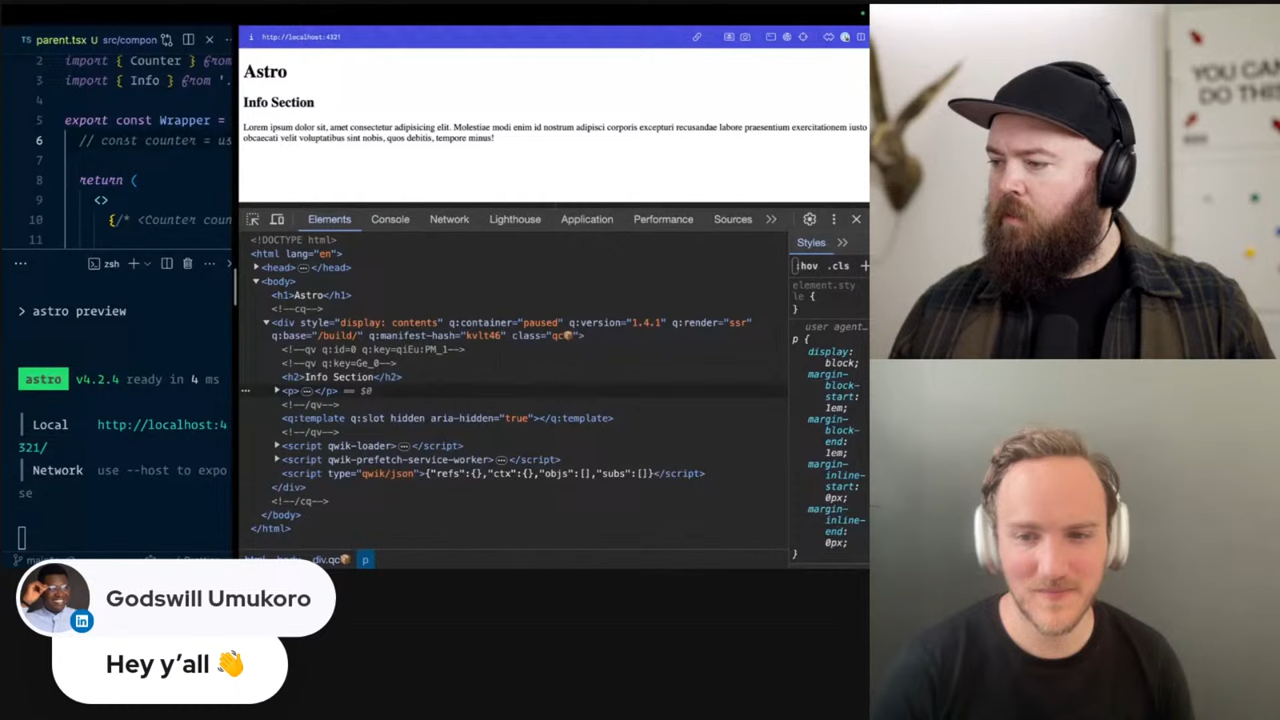 TS parent.tsx U src/compon
2 import { Counter } from
3 import { Info } from '.
4
5 export const Wrapper =
6 // const counter = us
7
8 return (
9 <>
10 {/* <Counter coun
11
zsh
> astro preview
astro v4.2.4 ready in 4 ms
Local http://localhost:4
321/
Network use --host to expo
se
http://localhost:4321
Astro
Info Section
Lorem ipsum dolor sit, amet consectetur adipisicing elit. Molestiae modi enim id nostrum adipisci corporis excepturi recusandae labore praesentium exercitationem iusto
obcaecati velit voluptatibus sint nobis, quos debitis, tempore minus!
Elements Console Network Lighthouse Application Performance Sources
<!DOCTYPE html>
<html lang="en">
<head>…</head>
<body>
<h1>Astro</h1>
<!--cq-->
<div style="display: contents" q:container="paused" q:version="1.4.1" q:render="ssr"
q:base="/build/" q:manifest-hash="kvlt46" class="qc📦">
<!--qv q:id=0 q:key=qiEu:PM_1-->
<!--qv q:key=Ge_0-->
<h2>Info Section</h2>
<p>…</p> == $0
<!--/qv-->
<q:template q:slot hidden aria-hidden="true"></q:template>
<!--/qv-->
<script qwik-loader>…</script>
<script qwik-prefetch-service-worker>…</script>
<script type="qwik/json">{"refs":{},"ctx":{},"objs":[],"subs":[]}</script>
</div>
<!--/cq-->
</body>
</html>
div.qc📦 p
Styles
:hov .cls
element.sty
le {
}
user agent…
p {
display:
block;
margin-
block-
start:
1em;
margin-
block-
end:
1em;
margin-
inline-
start:
0px;
margin-
inline-
end:
0px;
}
YOU CAN
DO THIS
Godswill Umukoro
in
Hey y’all 👋